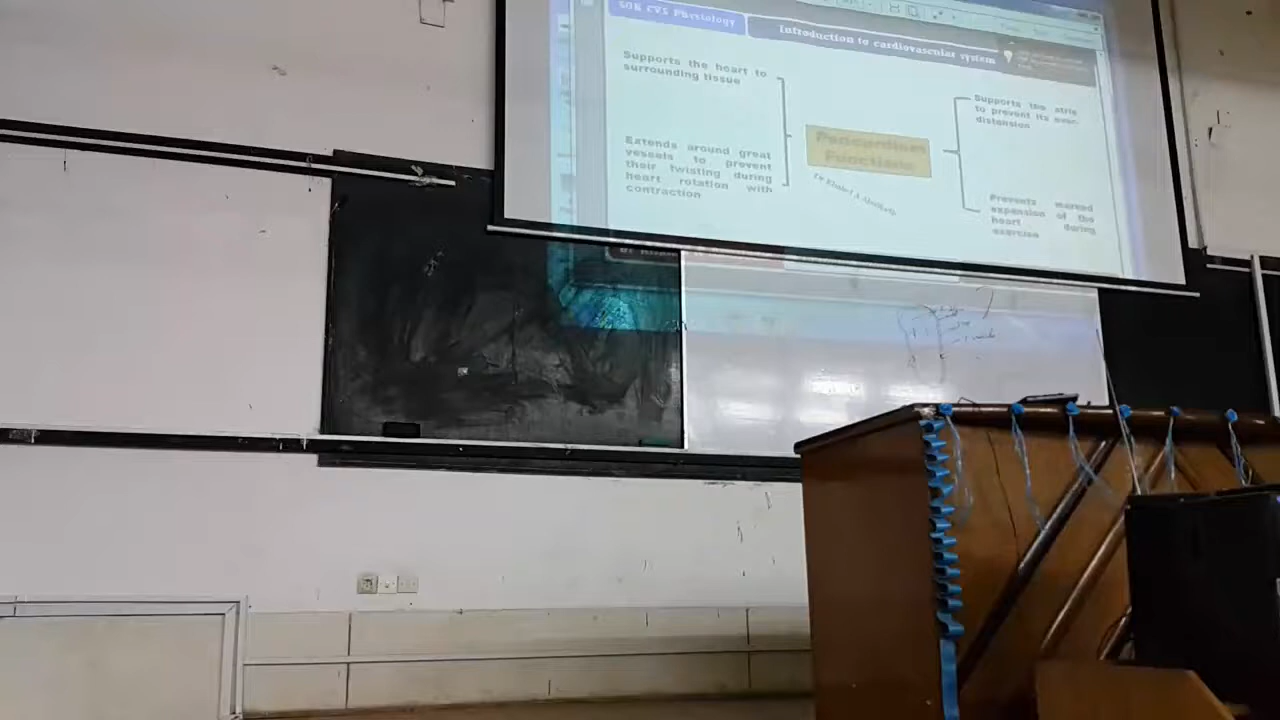 SOB CVS Physiology
Introduction to cardiovascular system
Supports the heart to
surrounding tissue
Extends around great
vessels to prevent
their twisting during
heart rotation with
contraction
Pericardium
Functions
Supports the atria
to prevent its over-
distension
Prevents marked
expansion of the
heart during
exercise